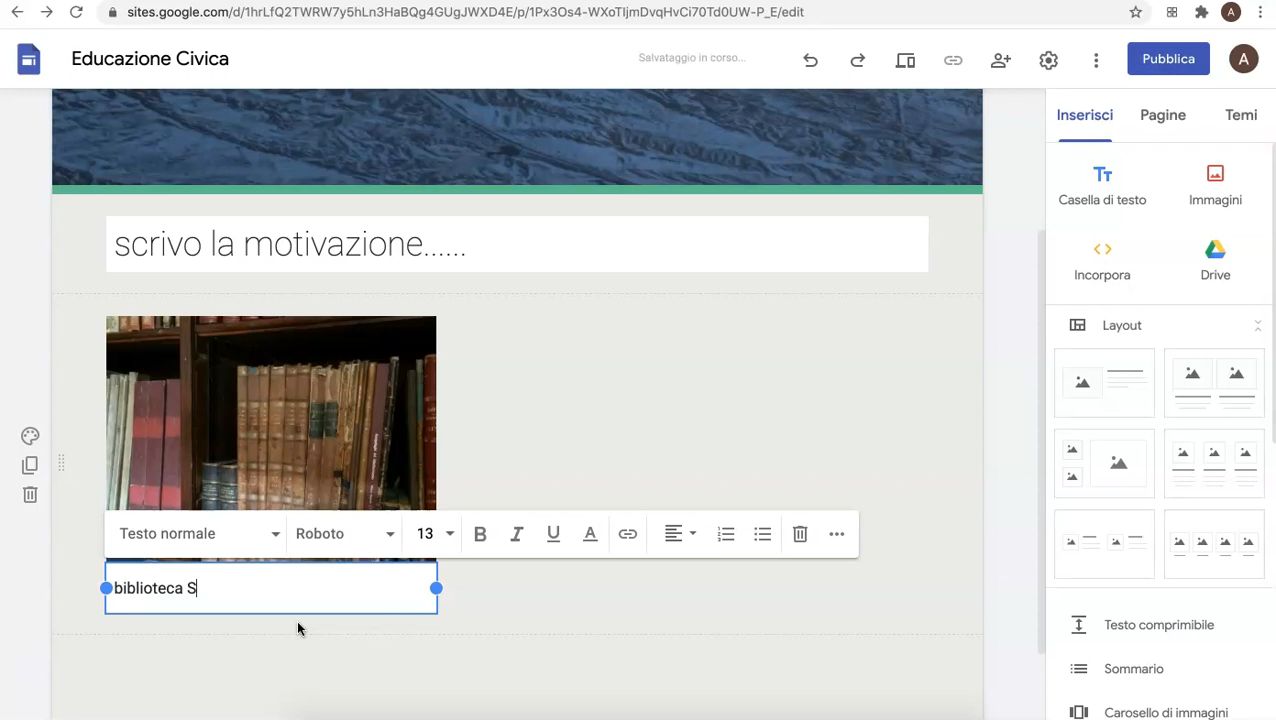 sites.google.com/d/1hrLfQ2TWRW7y5hLn3HaBQg4GUgJWXD4E/p/1Px3Os4-WXoTIjmDvqHvCi70Td0UW-P_E/edit
A
Educazione Civica
Salvataggio in corso...
Pubblica
A
Inserisci
Pagine
Temi
Casella di testo
Immagini
Incorpora
Drive
Layout
scrivo la motivazione......
Testo normale
Roboto
13
B
I
U
A
biblioteca S
Testo comprimibile
Sommario
Carosello di immagini